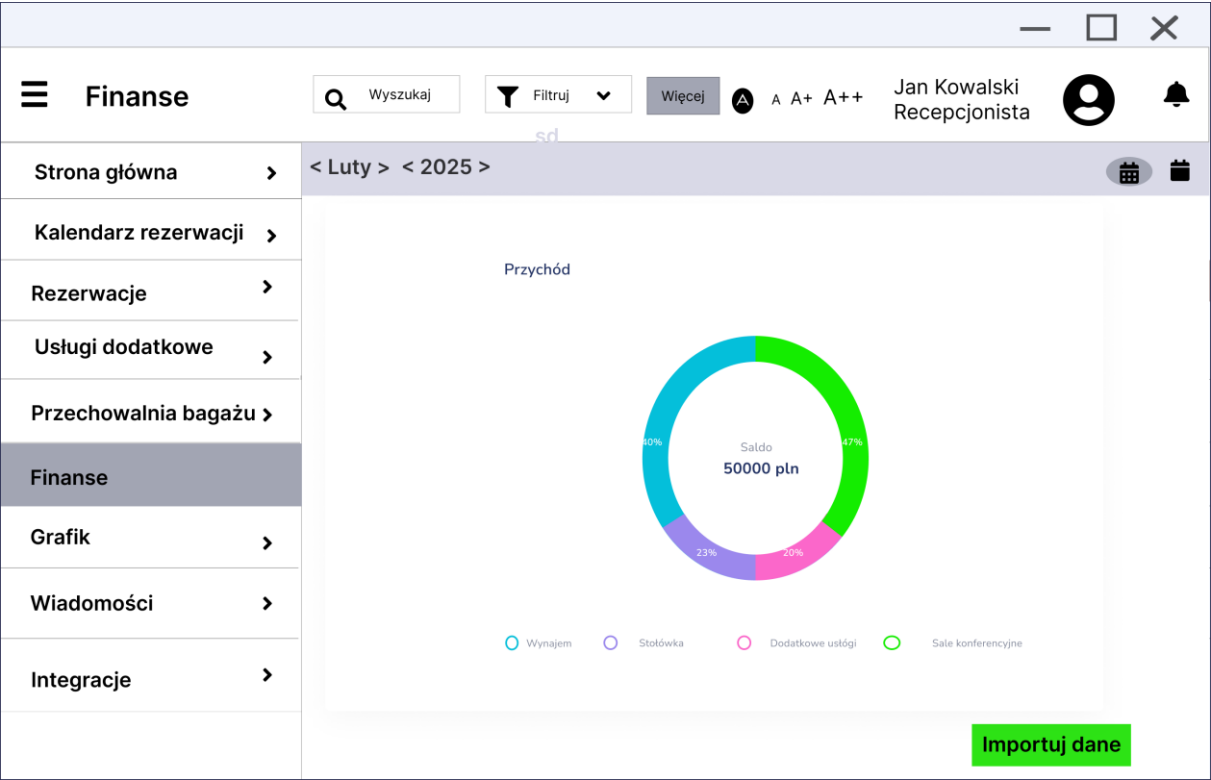 Finanse
Wyszukaj
Filtruj
Więcej
A
A A+ A++
Jan Kowalski
Recepcjonista
sd
Strona główna
Kalendarz rezerwacji
Rezerwacje
Usługi dodatkowe
Przechowalnia bagażu
Finanse
Grafik
Wiadomości
Integracje
< Luty > < 2025 >
Przychód
40%
47%
Saldo
50000 pln
23%
20%
Wynajem
Stołówka
Dodatkowe usłógi
Sale konferencyjne
Importuj dane